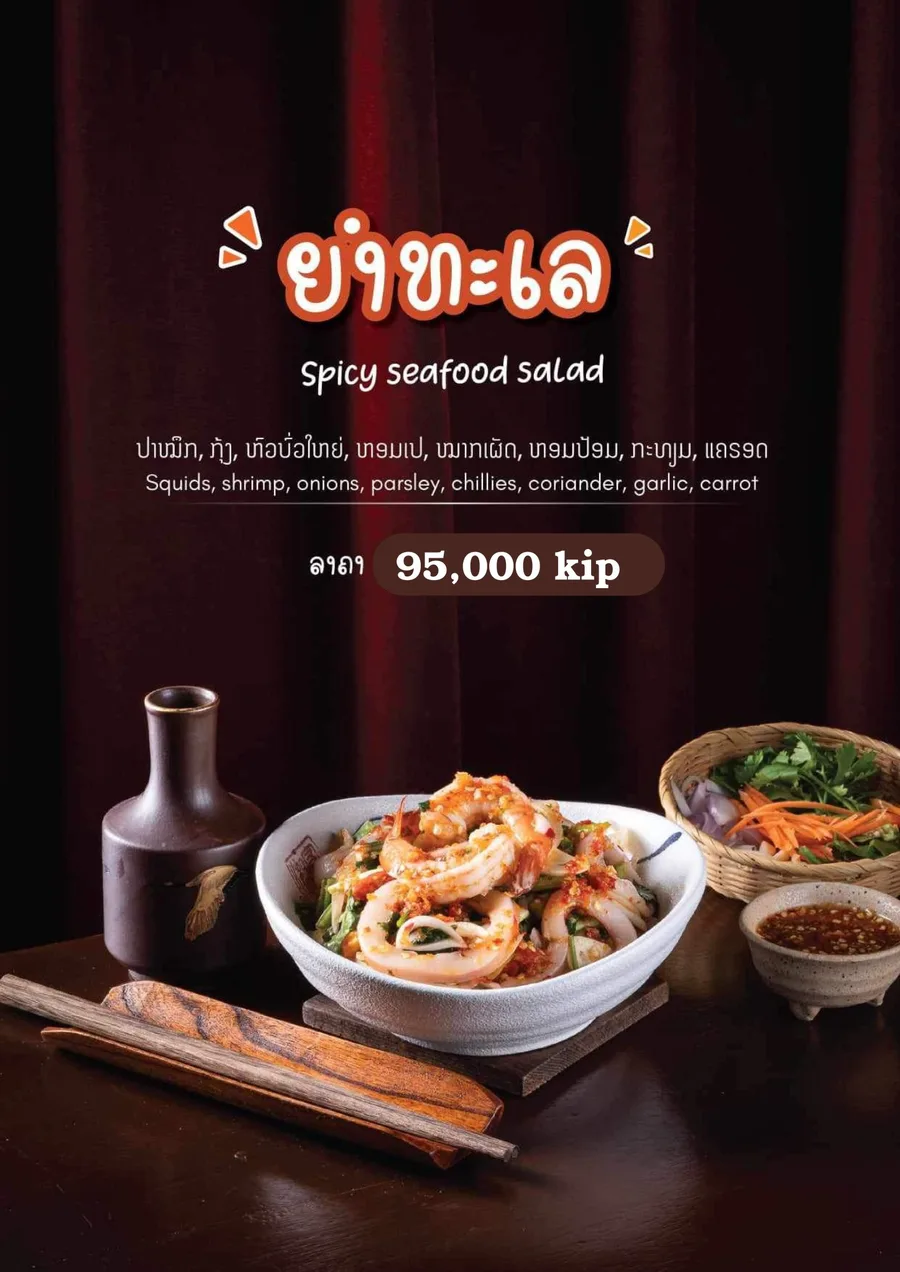 ຍຳທະເລ
Spicy seafood salad
ປາໝຶກ, ກຸ້ງ, ຫົວບົ່ວໃຫຍ່, ຫອມເປ, ໝາກເຜັດ, ຫອມປ້ອມ, ກະທຽມ, ແຄຣອດ
Squids, shrimp, onions, parsley, chillies, coriander, garlic, carrot
ລາຄາ 95,000 kip